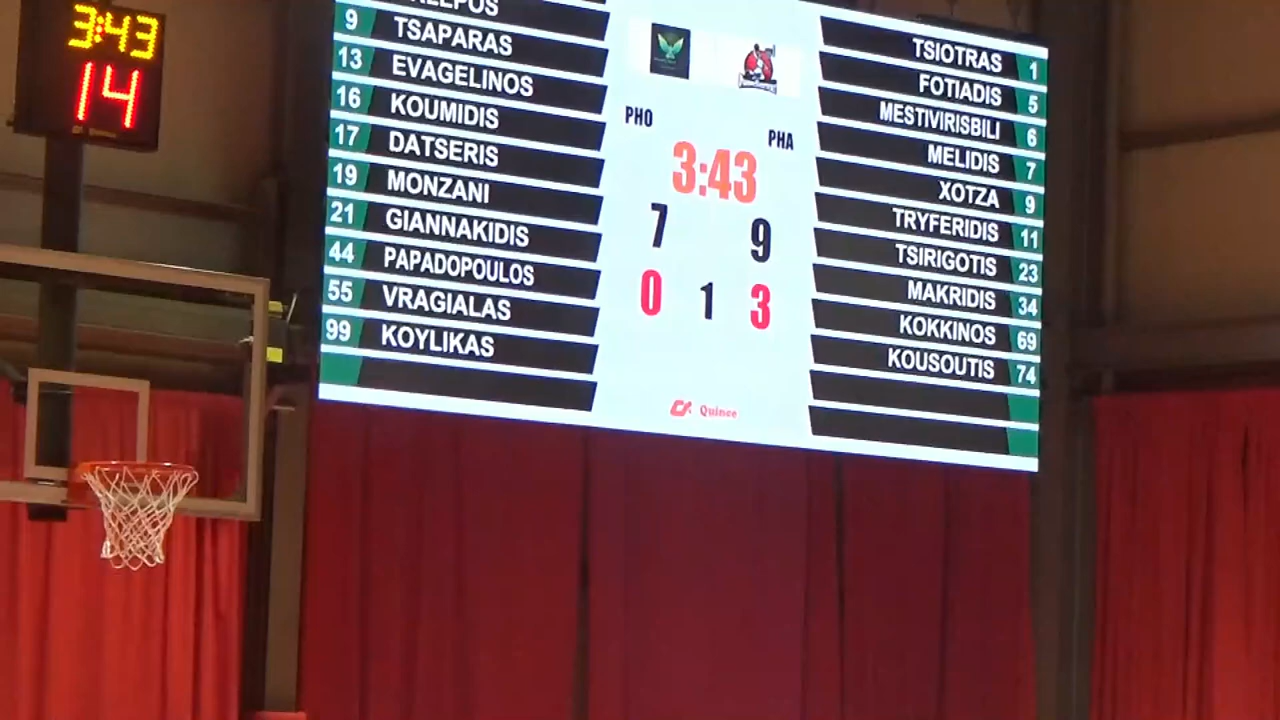 3:43
14
9 TSAPARAS
13 EVAGELINOS
16 KOUMIDIS
17 DATSERIS
19 MONZANI
21 GIANNAKIDIS
44 PAPADOPOULOS
55 VRAGIALAS
99 KOYLIKAS
PHO PHA
3:43
7 9
0 1 3
Quince
TSIOTRAS 1
FOTIADIS 5
MESTIVIRISBILI 6
MELIDIS 7
XOTZA 9
TRYFERIDIS 11
TSIRIGOTIS 23
MAKRIDIS 34
KOKKINOS 69
KOUSOUTIS 74